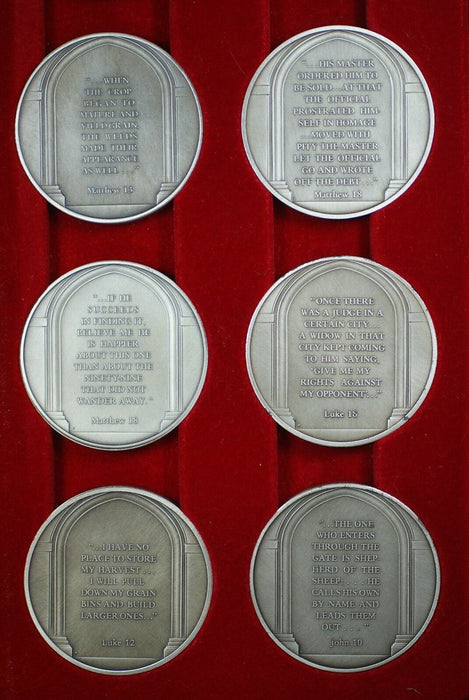 "...WHEN
THE CROP
BEGAN TO
MATURE AND
YIELD GRAIN,
THE WEEDS
MADE THEIR
APPEARANCE
AS WELL..."
Matthew 13
"...HIS MASTER
ORDERED HIM TO
BE SOLD...AT THAT
THE OFFICIAL
PROSTRATED HIM-
SELF IN HOMAGE
...MOVED WITH
PITY THE MASTER
LET THE OFFICIAL
GO AND WROTE
OFF THE DEBT..."
Matthew 18
"...IF HE
SUCCEEDS
IN FINDING IT,
BELIEVE ME HE
IS HAPPIER
ABOUT THIS ONE
THAN ABOUT THE
NINETY-NINE
THAT DID NOT
WANDER AWAY."
Matthew 18
"ONCE THERE
WAS A JUDGE IN A
CERTAIN CITY...
A WIDOW IN THAT
CITY KEPT COMING
TO HIM SAYING,
'GIVE ME MY
RIGHTS AGAINST
MY OPPONENT'..."
Luke 18
"...I HAVE NO
PLACE TO STORE
MY HARVEST...
I WILL PULL
DOWN MY GRAIN
BINS AND BUILD
LARGER ONES..."
Luke 12
"...THE ONE
WHO ENTERS
THROUGH THE
GATE IS SHEP-
HERD OF THE
SHEEP;...HE
CALLS HIS OWN
BY NAME AND
LEADS THEM
OUT...."
John 10